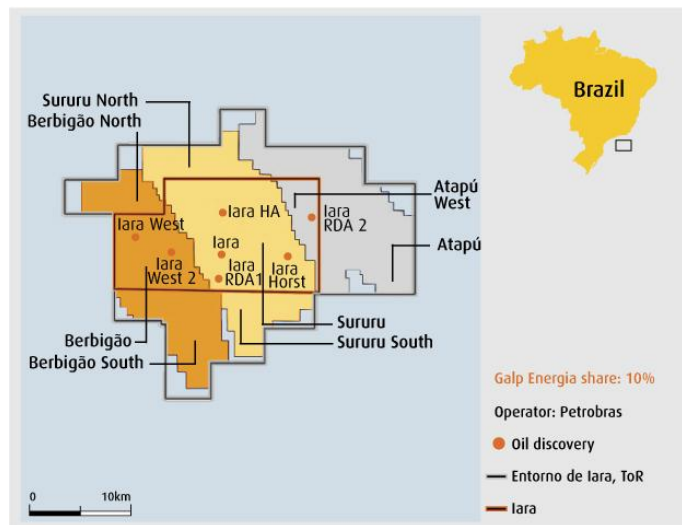 Brazil
Sururu North
Berbigão North
Iara HA
Iara West
Iara
RDA 2
Atapú
West
Atapú
Iara
West 2
Iara
Iara
RDA1
Iara
Horst
Berbigão
Berbigão South
Sururu
Sururu South
Galp Energia share: 10%
Operator: Petrobras
Oil discovery
Entorno de Iara, ToR
Iara
0 10km